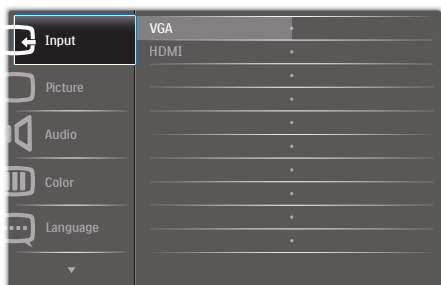 Input
Picture
Audio
Color
Language
VGA
HDMI